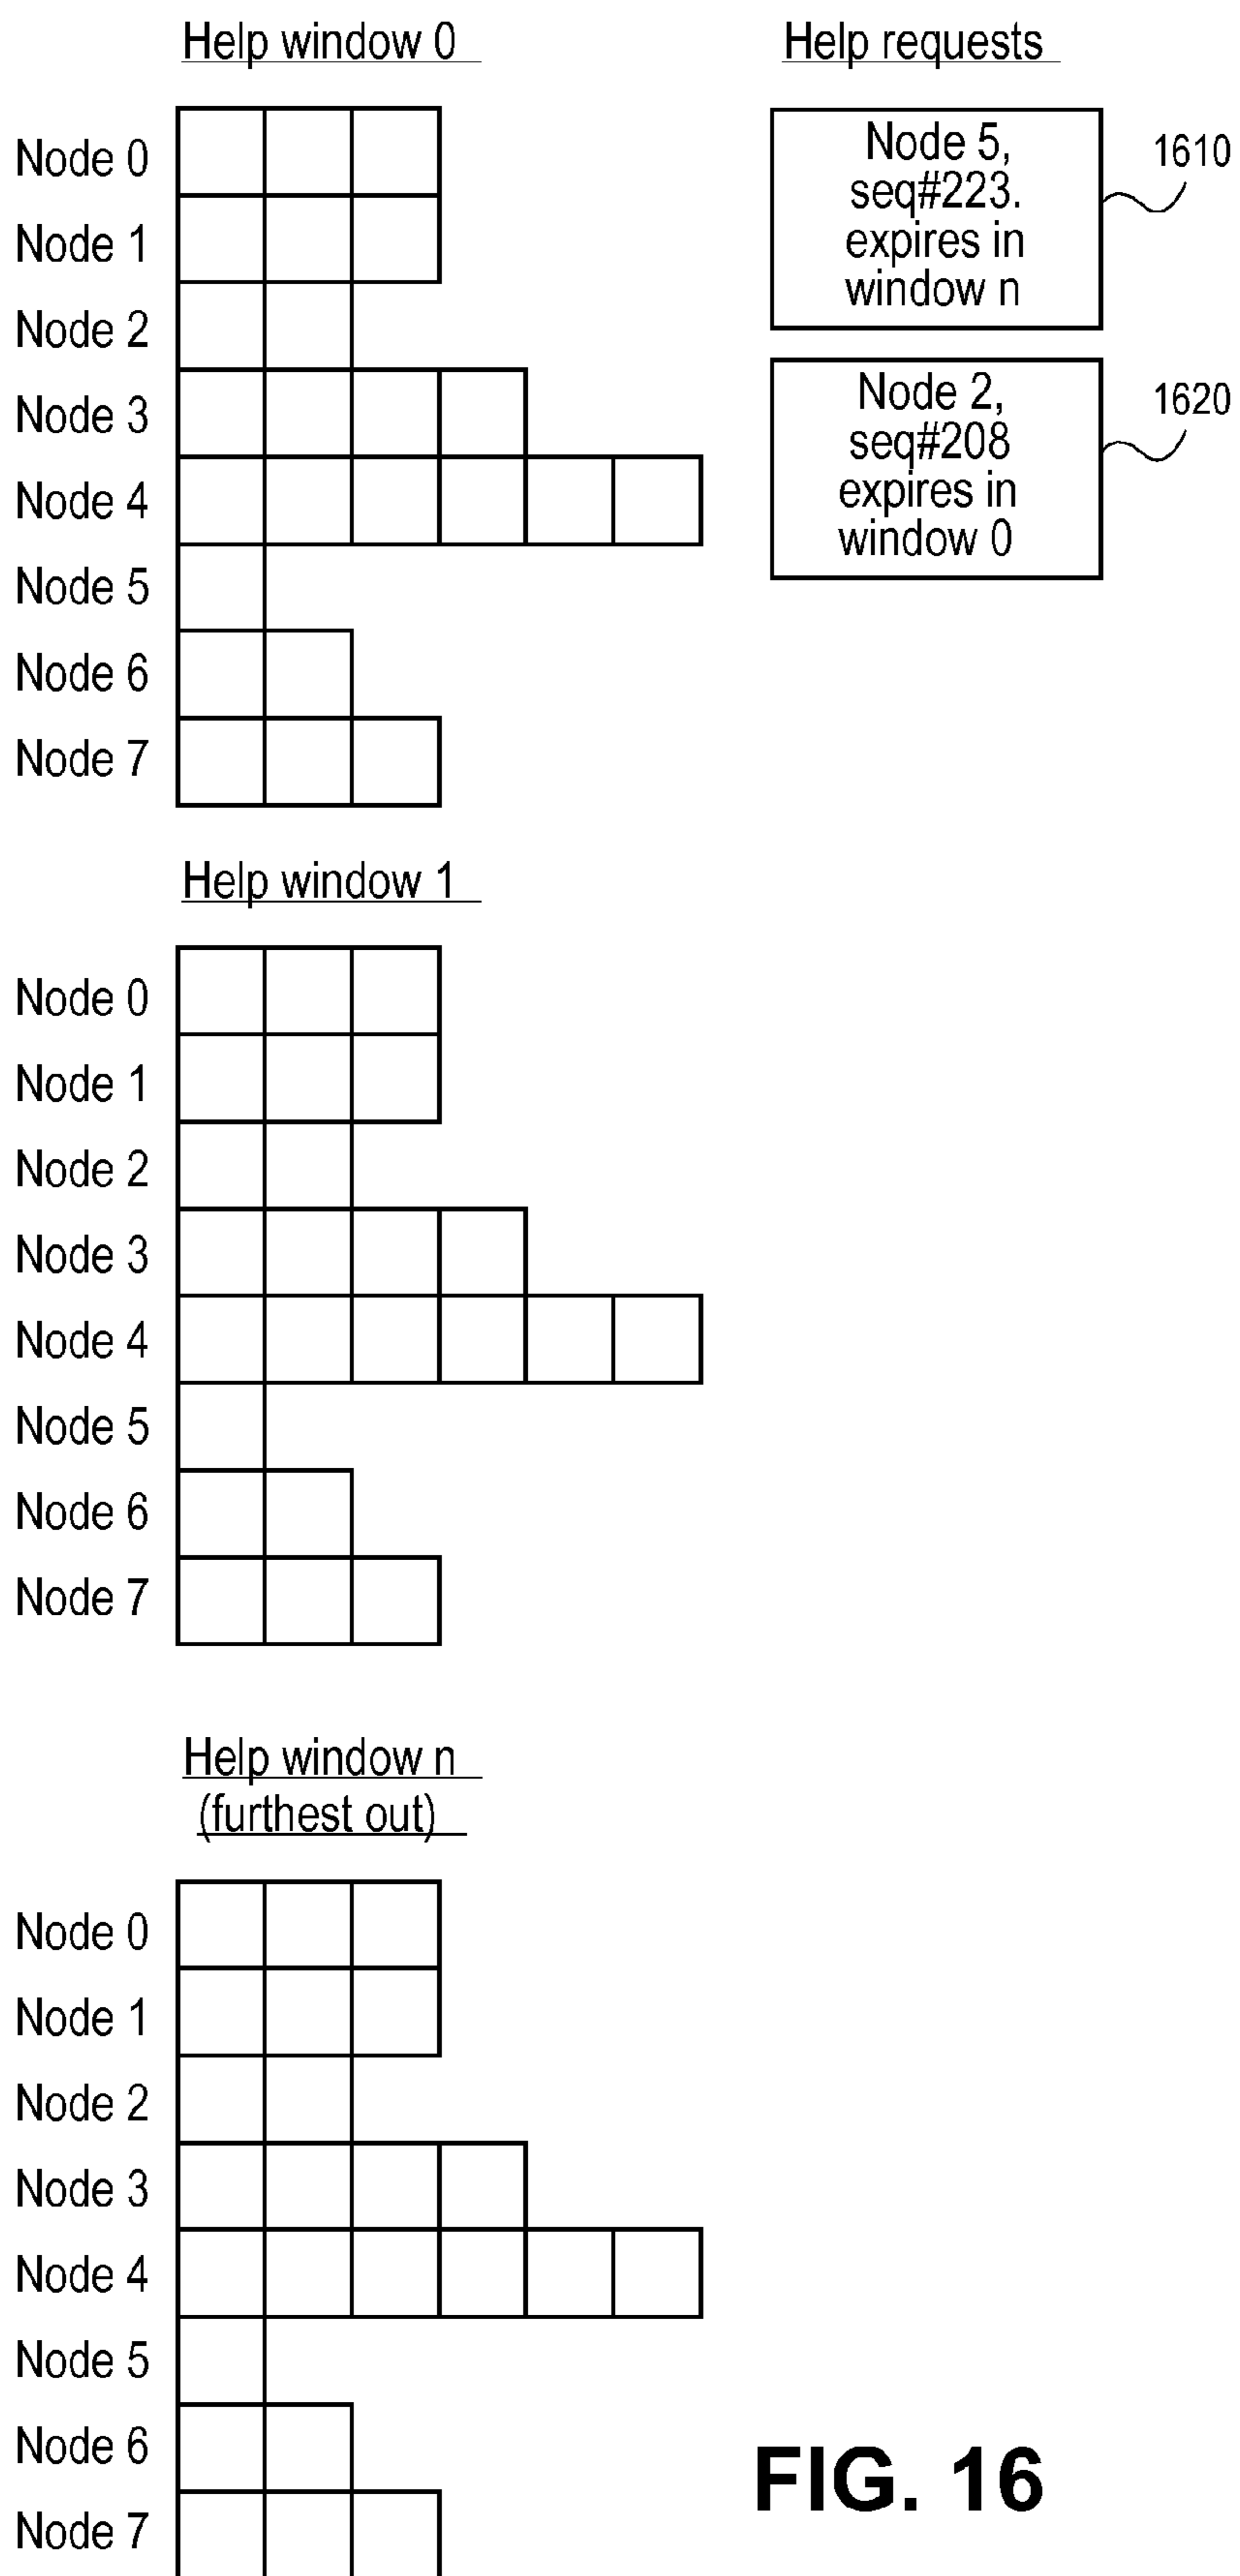 Help window 0
Node 0
Node 1
Node 2
Node 3
Node 4
Node 5
Node 6
Node 7
Help requests
Node 5,
seq#223.
expires in
window n
1610
Node 2,
seq#208
expires in
window 0
1620
Help window 1
Node 0
Node 1
Node 2
Node 3
Node 4
Node 5
Node 6
Node 7
Help window n
(furthest out)
Node 0
Node 1
Node 2
Node 3
Node 4
Node 5
Node 6
Node 7
FIG. 16